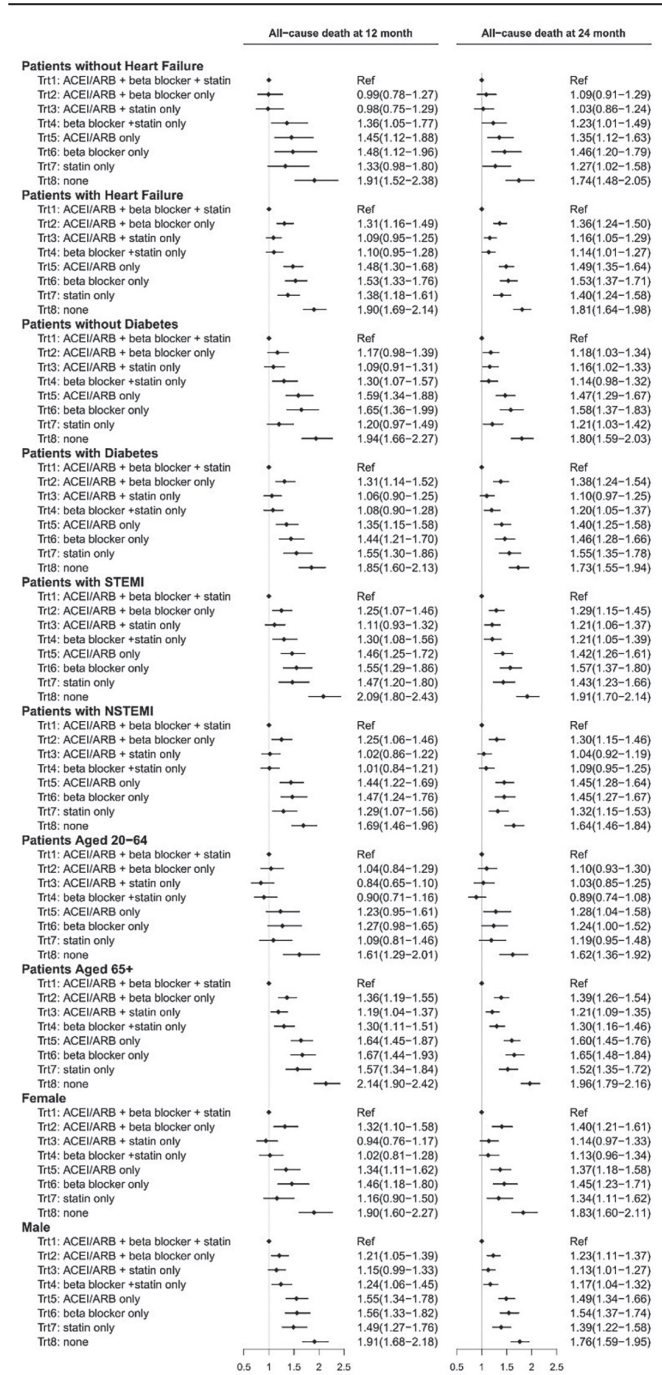 All-cause death at 12 month All-cause death at 24 month
Patients without Heart Failure
Trt1: ACEI/ARB + beta blocker + statin Ref Ref
Trt2: ACEI/ARB + beta blocker only 0.99(0.78-1.27) 1.09(0.91-1.29)
Trt3: ACEI/ARB + statin only 0.98(0.75-1.29) 1.03(0.86-1.24)
Trt4: beta blocker +statin only 1.36(1.05-1.77) 1.23(1.01-1.49)
Trt5: ACEI/ARB only 1.45(1.12-1.88) 1.35(1.12-1.63)
Trt6: beta blocker only 1.48(1.12-1.96) 1.46(1.20-1.79)
Trt7: statin only 1.33(0.98-1.80) 1.27(1.02-1.58)
Trt8: none 1.91(1.52-2.38) 1.74(1.48-2.05)
Patients with Heart Failure
Trt1: ACEI/ARB + beta blocker + statin Ref Ref
Trt2: ACEI/ARB + beta blocker only 1.31(1.16-1.49) 1.36(1.24-1.50)
Trt3: ACEI/ARB + statin only 1.09(0.95-1.25) 1.16(1.05-1.29)
Trt4: beta blocker +statin only 1.10(0.95-1.28) 1.14(1.01-1.27)
Trt5: ACEI/ARB only 1.48(1.30-1.68) 1.49(1.35-1.64)
Trt6: beta blocker only 1.53(1.33-1.76) 1.53(1.37-1.71)
Trt7: statin only 1.38(1.18-1.61) 1.40(1.24-1.58)
Trt8: none 1.90(1.69-2.14) 1.81(1.64-1.98)
Patients without Diabetes
Trt1: ACEI/ARB + beta blocker + statin Ref Ref
Trt2: ACEI/ARB + beta blocker only 1.17(0.98-1.39) 1.18(1.03-1.34)
Trt3: ACEI/ARB + statin only 1.09(0.91-1.31) 1.16(1.02-1.33)
Trt4: beta blocker +statin only 1.30(1.07-1.57) 1.14(0.98-1.32)
Trt5: ACEI/ARB only 1.59(1.34-1.88) 1.47(1.29-1.67)
Trt6: beta blocker only 1.65(1.36-1.99) 1.58(1.37-1.83)
Trt7: statin only 1.20(0.97-1.49) 1.21(1.03-1.42)
Trt8: none 1.94(1.66-2.27) 1.80(1.59-2.03)
Patients with Diabetes
Trt1: ACEI/ARB + beta blocker + statin Ref Ref
Trt2: ACEI/ARB + beta blocker only 1.31(1.14-1.52) 1.38(1.24-1.54)
Trt3: ACEI/ARB + statin only 1.06(0.90-1.25) 1.10(0.97-1.25)
Trt4: beta blocker +statin only 1.08(0.90-1.28) 1.20(1.05-1.37)
Trt5: ACEI/ARB only 1.35(1.15-1.58) 1.40(1.25-1.58)
Trt6: beta blocker only 1.44(1.21-1.70) 1.46(1.28-1.66)
Trt7: statin only 1.55(1.30-1.86) 1.55(1.35-1.78)
Trt8: none 1.85(1.60-2.13) 1.73(1.55-1.94)
Patients with STEMI
Trt1: ACEI/ARB + beta blocker + statin Ref Ref
Trt2: ACEI/ARB + beta blocker only 1.25(1.07-1.46) 1.29(1.15-1.45)
Trt3: ACEI/ARB + statin only 1.11(0.93-1.32) 1.21(1.06-1.37)
Trt4: beta blocker +statin only 1.30(1.08-1.56) 1.21(1.05-1.39)
Trt5: ACEI/ARB only 1.46(1.25-1.72) 1.42(1.26-1.61)
Trt6: beta blocker only 1.55(1.29-1.86) 1.57(1.37-1.80)
Trt7: statin only 1.47(1.20-1.80) 1.43(1.23-1.66)
Trt8: none 2.09(1.80-2.43) 1.91(1.70-2.14)
Patients with NSTEMI
Trt1: ACEI/ARB + beta blocker + statin Ref Ref
Trt2: ACEI/ARB + beta blocker only 1.25(1.06-1.46) 1.30(1.15-1.46)
Trt3: ACEI/ARB + statin only 1.02(0.86-1.22) 1.04(0.92-1.19)
Trt4: beta blocker +statin only 1.01(0.84-1.21) 1.09(0.95-1.25)
Trt5: ACEI/ARB only 1.44(1.22-1.69) 1.45(1.28-1.64)
Trt6: beta blocker only 1.47(1.24-1.76) 1.45(1.27-1.67)
Trt7: statin only 1.29(1.07-1.56) 1.32(1.15-1.53)
Trt8: none 1.69(1.46-1.96) 1.64(1.46-1.84)
Patients Aged 20-64
Trt1: ACEI/ARB + beta blocker + statin Ref Ref
Trt2: ACEI/ARB + beta blocker only 1.04(0.84-1.29) 1.10(0.93-1.30)
Trt3: ACEI/ARB + statin only 0.84(0.65-1.10) 1.03(0.85-1.25)
Trt4: beta blocker +statin only 0.90(0.71-1.16) 0.89(0.74-1.08)
Trt5: ACEI/ARB only 1.23(0.95-1.61) 1.28(1.04-1.58)
Trt6: beta blocker only 1.27(0.98-1.65) 1.24(1.00-1.52)
Trt7: statin only 1.09(0.81-1.46) 1.19(0.95-1.48)
Trt8: none 1.61(1.29-2.01) 1.62(1.36-1.92)
Patients Aged 65+
Trt1: ACEI/ARB + beta blocker + statin Ref Ref
Trt2: ACEI/ARB + beta blocker only 1.36(1.19-1.55) 1.39(1.26-1.54)
Trt3: ACEI/ARB + statin only 1.19(1.04-1.37) 1.21(1.09-1.35)
Trt4: beta blocker +statin only 1.30(1.11-1.51) 1.30(1.16-1.46)
Trt5: ACEI/ARB only 1.64(1.45-1.87) 1.60(1.45-1.76)
Trt6: beta blocker only 1.67(1.44-1.93) 1.65(1.48-1.84)
Trt7: statin only 1.57(1.34-1.84) 1.52(1.35-1.72)
Trt8: none 2.14(1.90-2.42) 1.96(1.79-2.16)
Female
Trt1: ACEI/ARB + beta blocker + statin Ref Ref
Trt2: ACEI/ARB + beta blocker only 1.32(1.10-1.58) 1.40(1.21-1.61)
Trt3: ACEI/ARB + statin only 0.94(0.76-1.17) 1.14(0.97-1.33)
Trt4: beta blocker +statin only 1.02(0.81-1.28) 1.13(0.96-1.34)
Trt5: ACEI/ARB only 1.34(1.11-1.62) 1.37(1.18-1.58)
Trt6: beta blocker only 1.46(1.18-1.80) 1.45(1.23-1.71)
Trt7: statin only 1.16(0.90-1.50) 1.34(1.11-1.62)
Trt8: none 1.90(1.60-2.27) 1.83(1.60-2.11)
Male
Trt1: ACEI/ARB + beta blocker + statin Ref Ref
Trt2: ACEI/ARB + beta blocker only 1.21(1.05-1.39) 1.23(1.11-1.37)
Trt3: ACEI/ARB + statin only 1.15(0.99-1.33) 1.13(1.01-1.27)
Trt4: beta blocker +statin only 1.24(1.06-1.45) 1.17(1.04-1.32)
Trt5: ACEI/ARB only 1.55(1.34-1.78) 1.49(1.34-1.66)
Trt6: beta blocker only 1.56(1.33-1.82) 1.54(1.37-1.74)
Trt7: statin only 1.49(1.27-1.76) 1.39(1.22-1.58)
Trt8: none 1.91(1.68-2.18) 1.76(1.59-1.95)
0.5 1 1.5 2 2.5 0.5 1 1.5 2 2.5